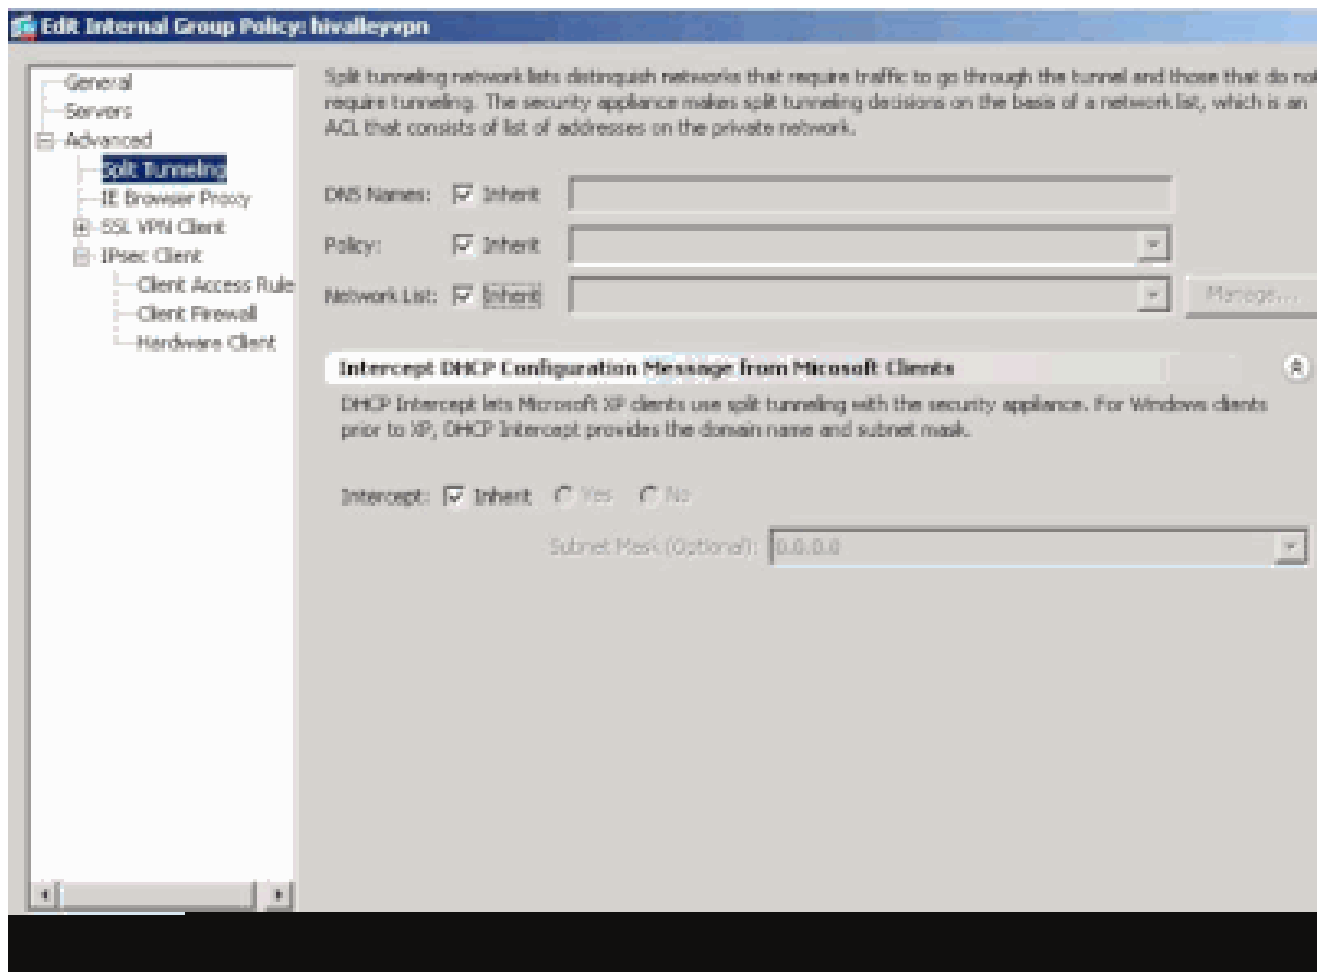 Edit Internal Group Policy: hivalleyvpn
General
Servers
Advanced
Split Tunneling
IE Browser Proxy
SSL VPN Client
IPsec Client
Client Access Rule
Client Firewall
Hardware Client
Split tunneling network lists distinguish networks that require traffic to go through the tunnel and those that do not
require tunneling. The security appliance makes split tunneling decisions on the basis of a network list, which is an
ACL that consists of list of addresses on the private network.
DNS Names: Inherit
Policy: Inherit
Network List: Inherit Manage...
Intercept DHCP Configuration Message from Micosoft Clients
DHCP Intercept lets Microsoft XP clients use split tunneling with the security appliance. For Windows clients
prior to XP, DHCP Intercept provides the domain name and subnet mask.
Intercept: Inherit Yes No
Subnet Mask (Optional): 0.0.0.0